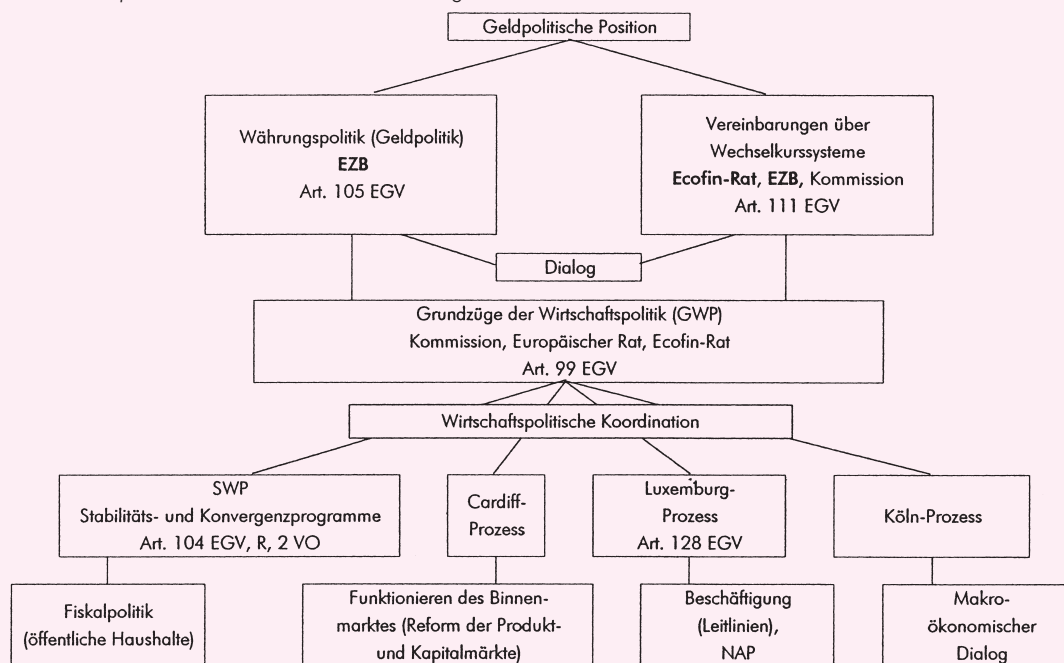 Geldpolitische Position
Währungspolitik (Geldpolitik)
EZB
Art. 105 EGV
Vereinbarungen über
Wechselkurssysteme
Ecofin-Rat, EZB, Kommission
Art. 111 EGV
Dialog
Grundzüge der Wirtschaftspolitik (GWP)
Kommission, Europäischer Rat, Ecofin-Rat
Art. 99 EGV
Wirtschaftspolitische Koordination
SWP
Stabilitäts- und Konvergenzprogramme
Art. 104 EGV, R, 2 VO
Cardiff-
Prozess
Luxemburg-
Prozess
Art. 128 EGV
Köln-Prozess
Fiskalpolitik
(öffentliche Haushalte)
Funktionieren des Binnen-
marktes (Reform der Produkt-
und Kapitalmärkte)
Beschäftigung
(Leitlinien),
NAP
Makro-
ökonomischer
Dialog